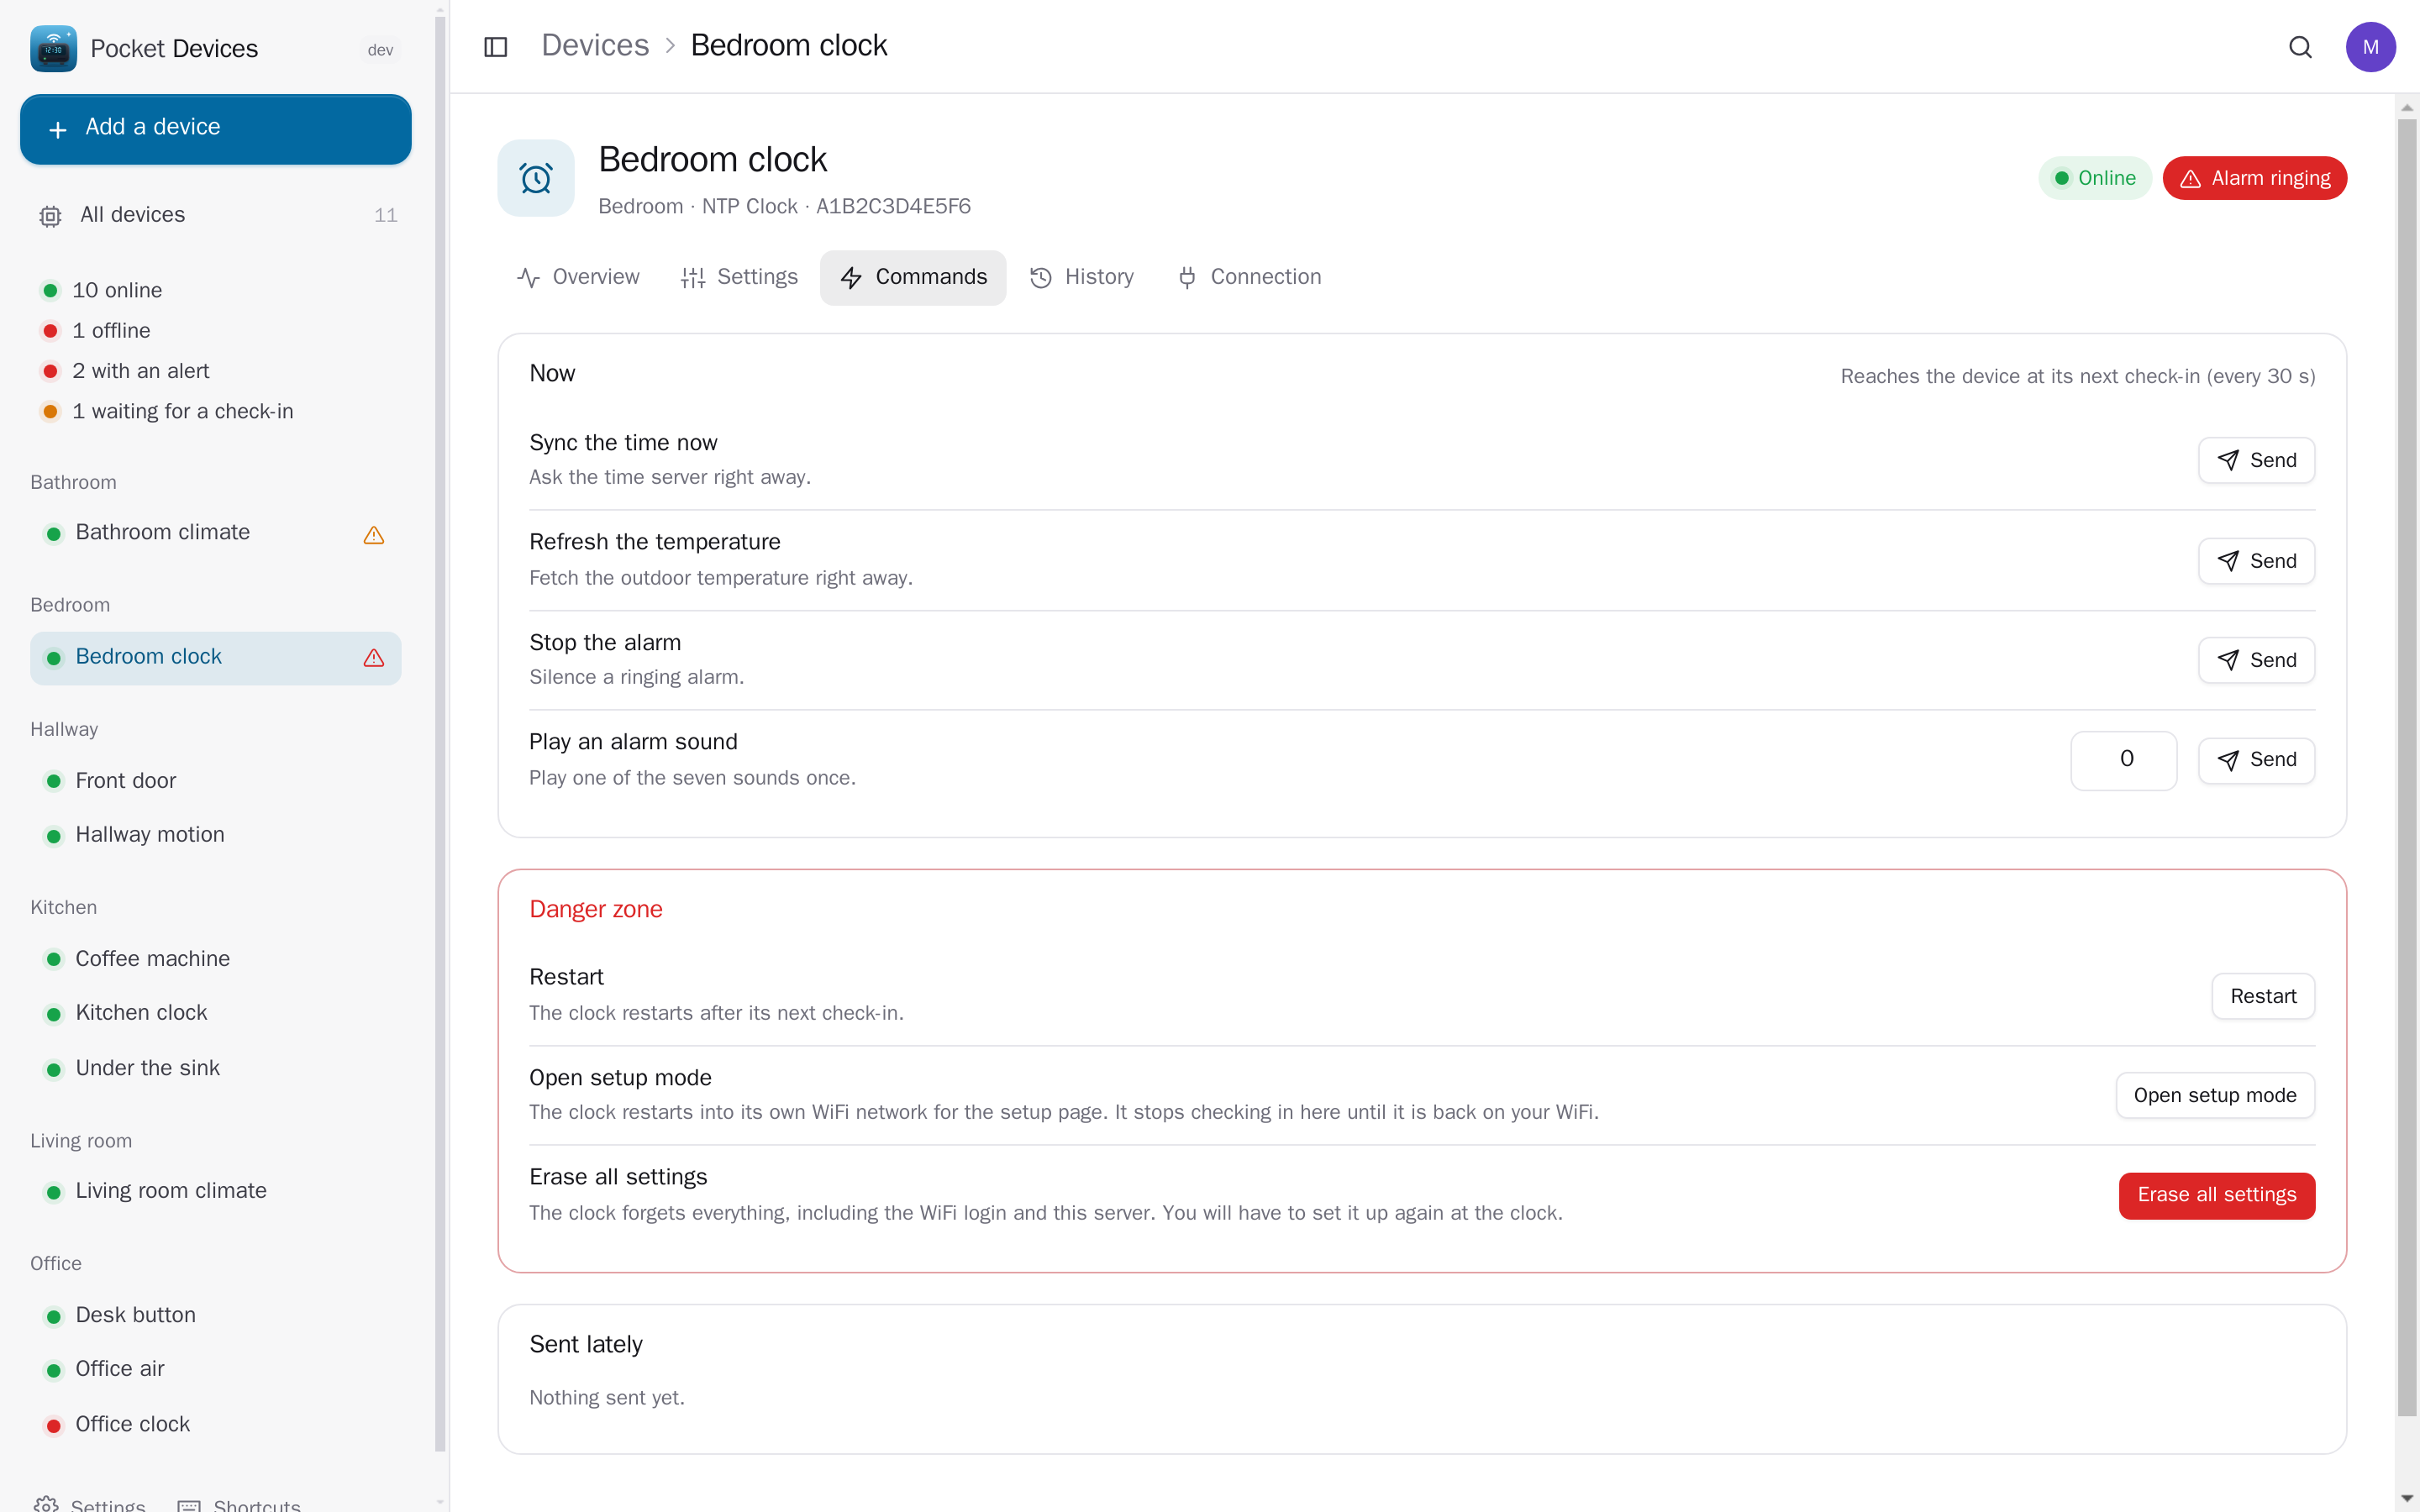 Pocket Devices
dev
Add a device
All devices 11
10 online
1 offline
2 with an alert
1 waiting for a check-in
Bathroom
Bathroom climate
Bedroom
Bedroom clock
Hallway
Front door
Hallway motion
Kitchen
Coffee machine
Kitchen clock
Under the sink
Living room
Living room climate
Office
Desk button
Office air
Office clock
Settings Shortcuts
Devices > Bedroom clock
M
Bedroom clock
Bedroom · NTP Clock · A1B2C3D4E5F6
Online
Alarm ringing
Overview Settings Commands History Connection
Now
Reaches the device at its next check-in (every 30 s)
Sync the time now
Ask the time server right away.
Send
Refresh the temperature
Fetch the outdoor temperature right away.
Send
Stop the alarm
Silence a ringing alarm.
Send
Play an alarm sound
Play one of the seven sounds once.
0
Send
Danger zone
Restart
The clock restarts after its next check-in.
Restart
Open setup mode
The clock restarts into its own WiFi network for the setup page. It stops checking in here until it is back on your WiFi.
Open setup mode
Erase all settings
The clock forgets everything, including the WiFi login and this server. You will have to set it up again at the clock.
Erase all settings
Sent lately
Nothing sent yet.